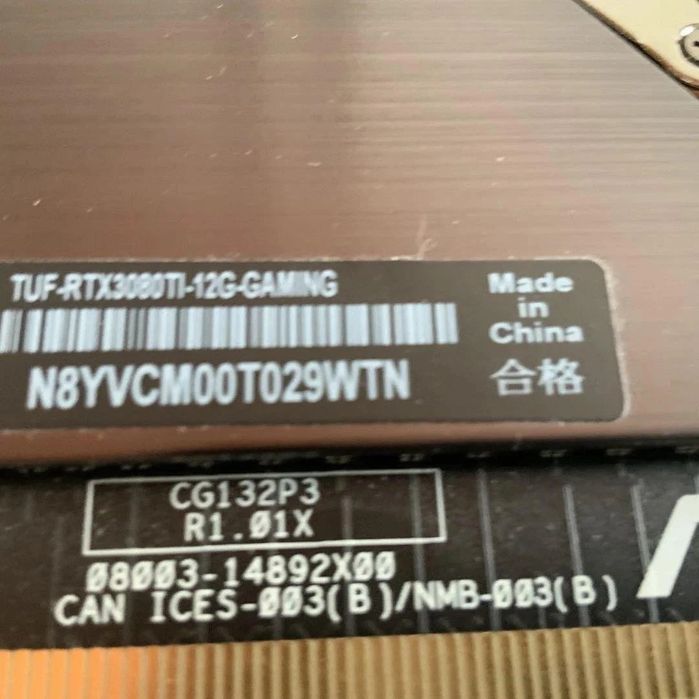 TUF-RTX3080TI-12G-GAMING
Made
in
China
N8YVCM00T029WTN
合格
CG132P3
R1.01X
08003-14892X00
CAN ICES-003(B)/NMB-003(B)